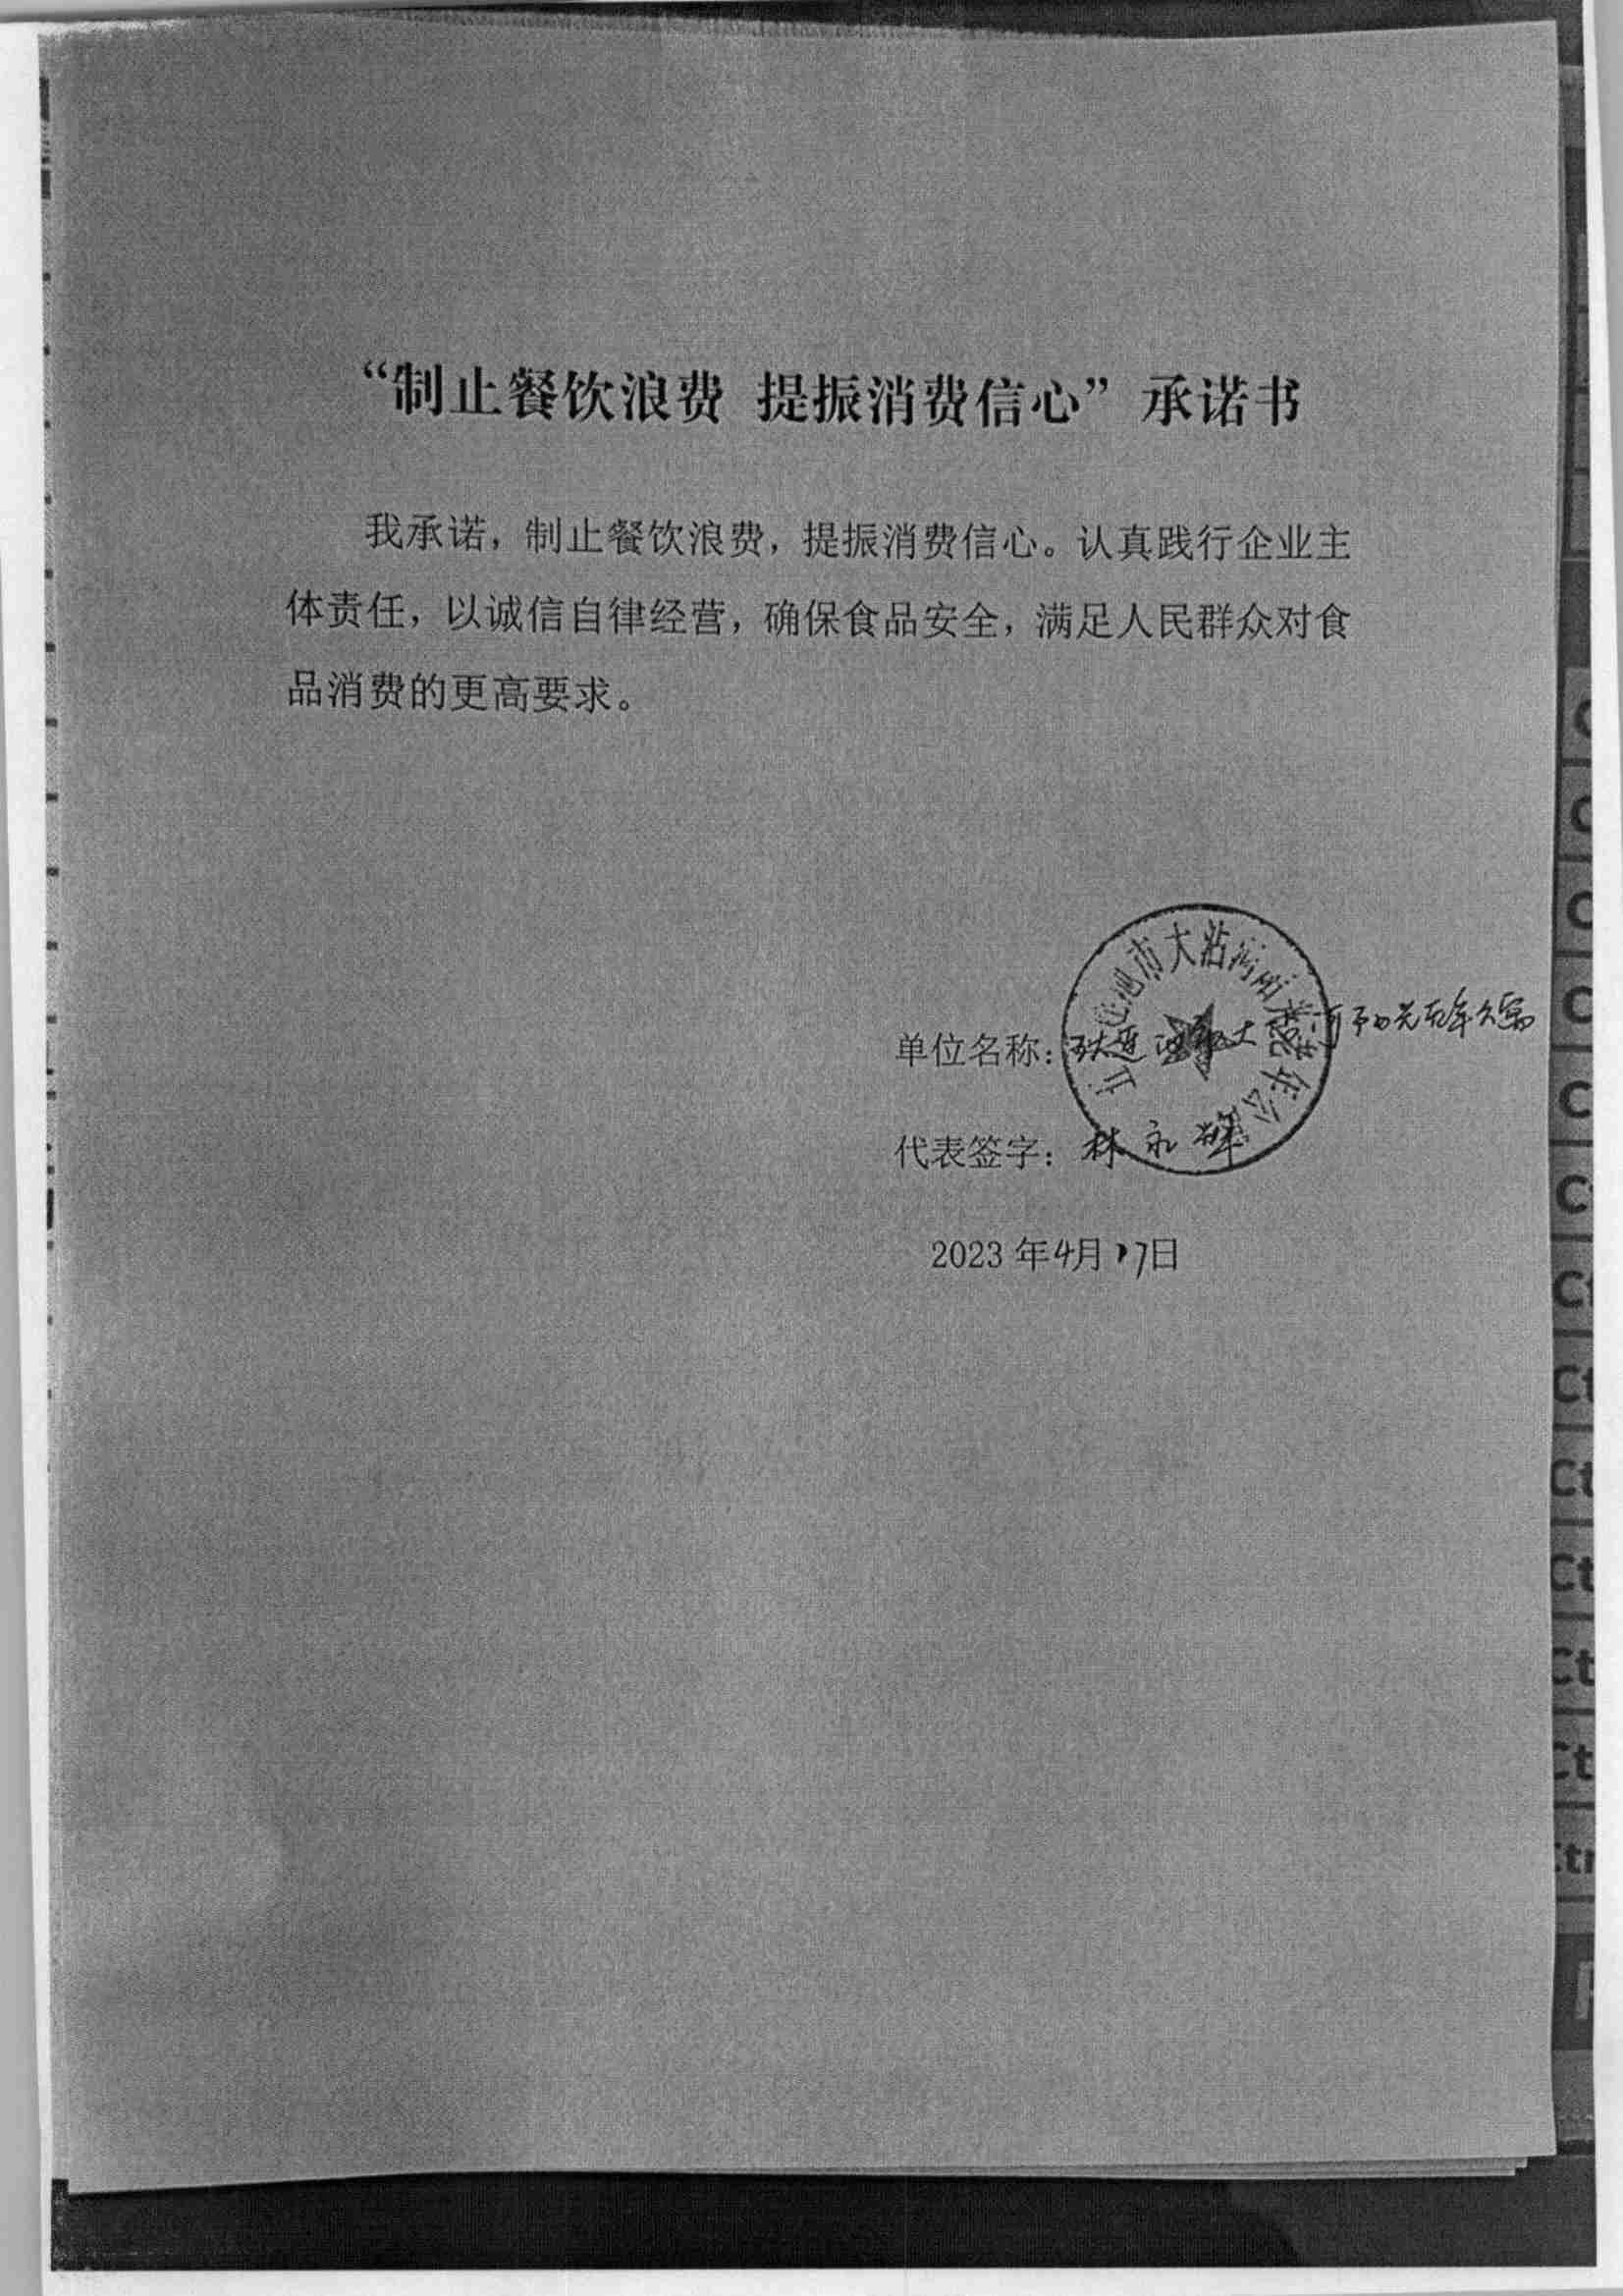 “制止餐饮浪费 提振消费信心”承诺书
我承诺，制止餐饮浪费，提振消费信心。认真践行企业主
体责任，以诚信自律经营，确保食品安全，满足人民群众对食
品消费的更高要求。
单位名称：
代表签字：林永
2023年4月17日